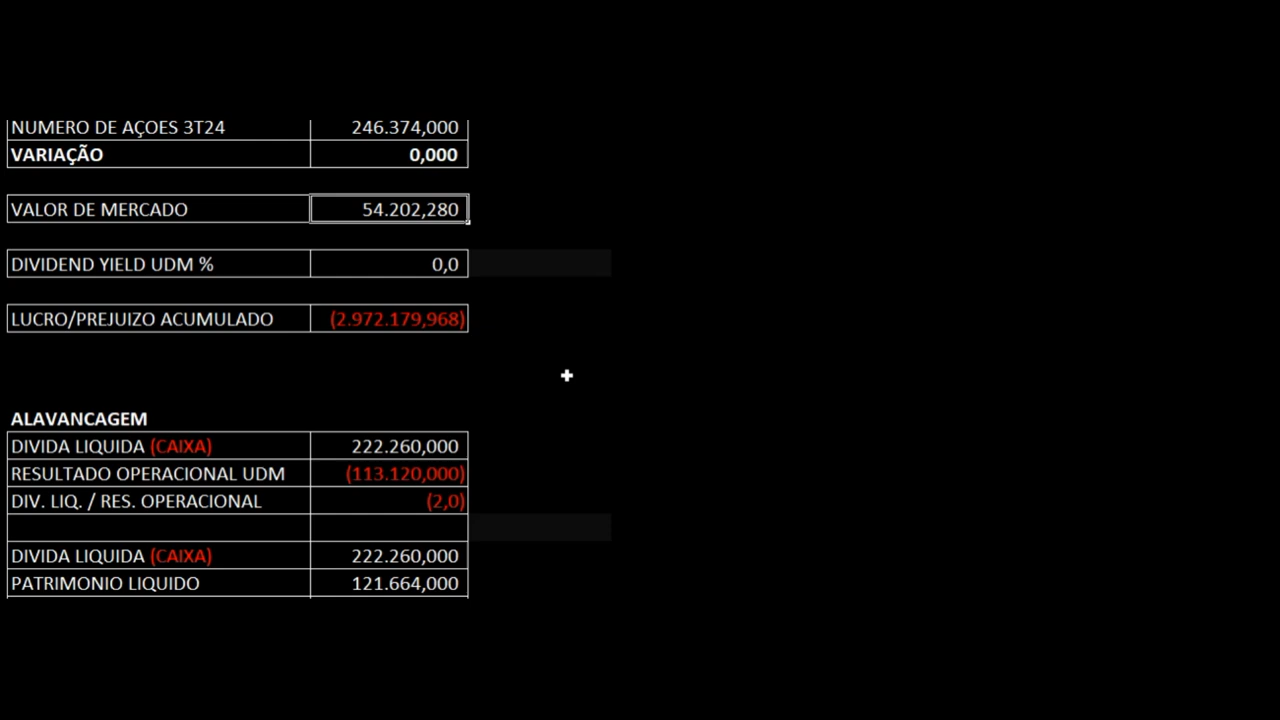 NUMERO DE AÇOES 3T24 246.374,000
VARIAÇÃO 0,000
VALOR DE MERCADO 54.202,280
DIVIDEND YIELD UDM % 0,0
LUCRO/PREJUIZO ACUMULADO (2.972.179,968)
ALAVANCAGEM
DIVIDA LIQUIDA (CAIXA) 222.260,000
RESULTADO OPERACIONAL UDM (113.120,000)
DIV. LIQ. / RES. OPERACIONAL (2,0)
DIVIDA LIQUIDA (CAIXA) 222.260,000
PATRIMONIO LIQUIDO 121.664,000